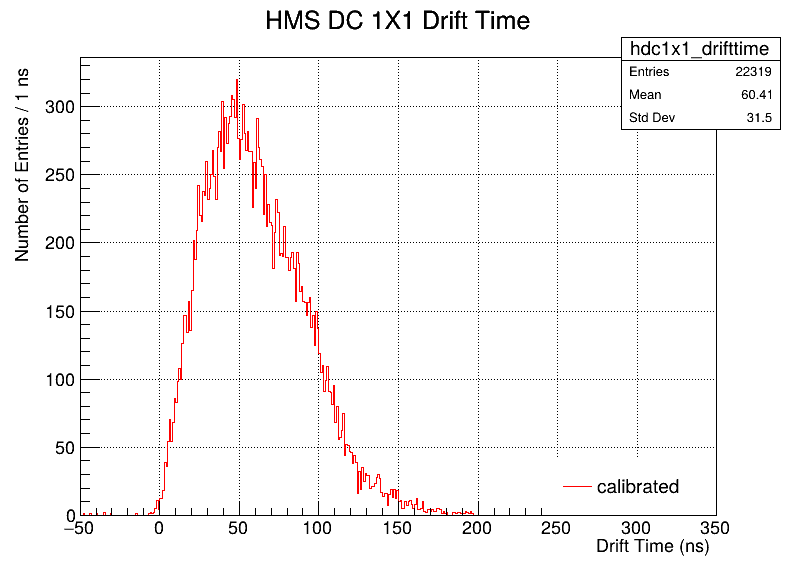 HMS DC 1X1 Drift Time
hdc1x1_drifttime
Entries 22319
Mean 60.41
Std Dev 31.5
Number of Entries / 1 ns
300
250
200
150
100
50
0
−50 0 50 100 150 200 250 300 350
calibrated
Drift Time (ns)